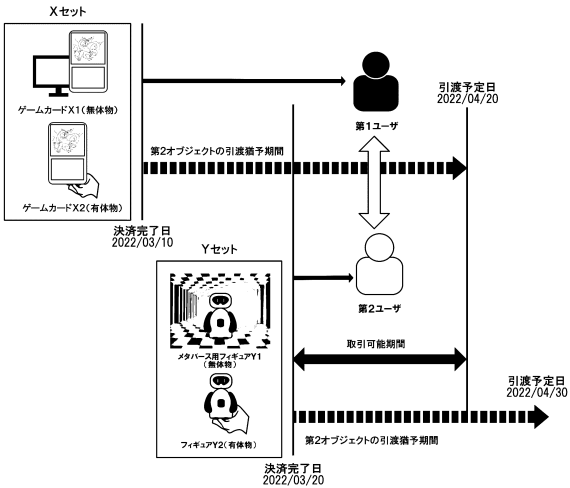 Xセット
ゲームカードX1(無体物)
ゲームカードX2(有体物)
第1ユーザ
引渡予定日
2022/04/20
第2オブジェクトの引渡猶予期間
決済完了日
2022/03/10
Yセット
メタバース用フィギュアY1
(無体物)
フィギュアY2(有体物)
第2ユーザ
取引可能期間
引渡予定日
2022/04/30
第2オブジェクトの引渡猶予期間
決済完了日
2022/03/20